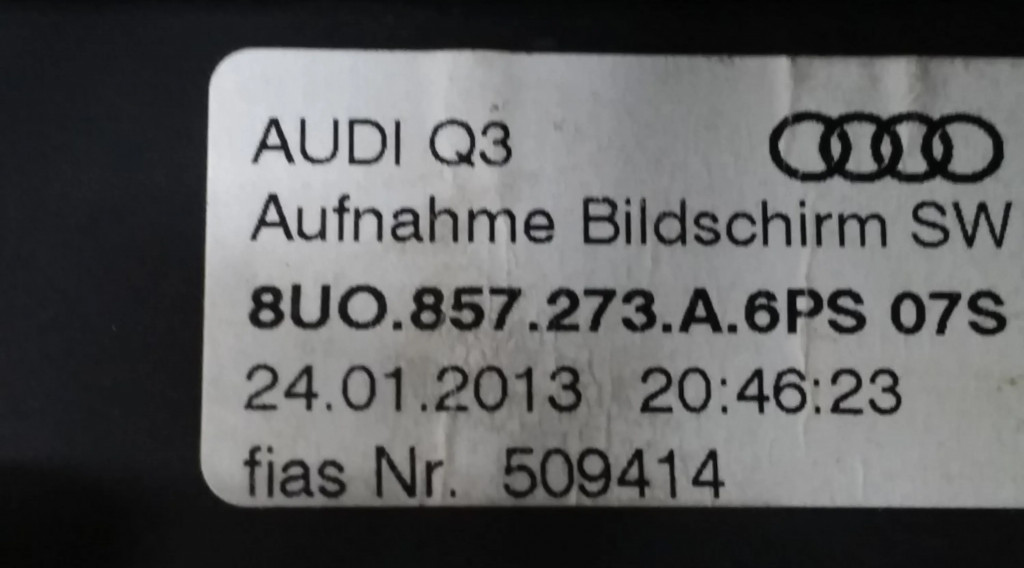 AUDI Q3
Aufnahme Bildschirm SW
8UO.857.273.A.6PS 07S
24.01.2013 20:46:23
fias Nr. 509414